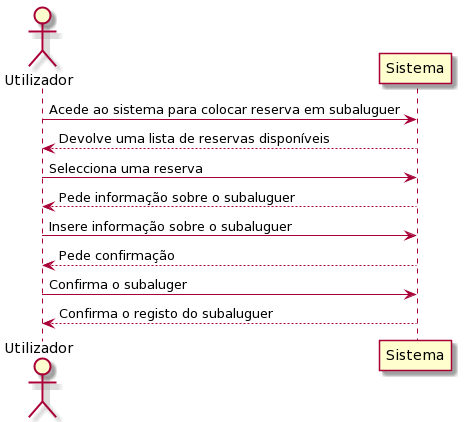 Utilizador
Sistema
Acede ao sistema para colocar reserva em subaluguer
Devolve uma lista de reservas disponíveis
Selecciona uma reserva
Pede informação sobre o subaluguer
Insere informação sobre o subaluguer
Pede confirmação
Confirma o subaluger
Confirma o registo do subaluguer
Utilizador
Sistema